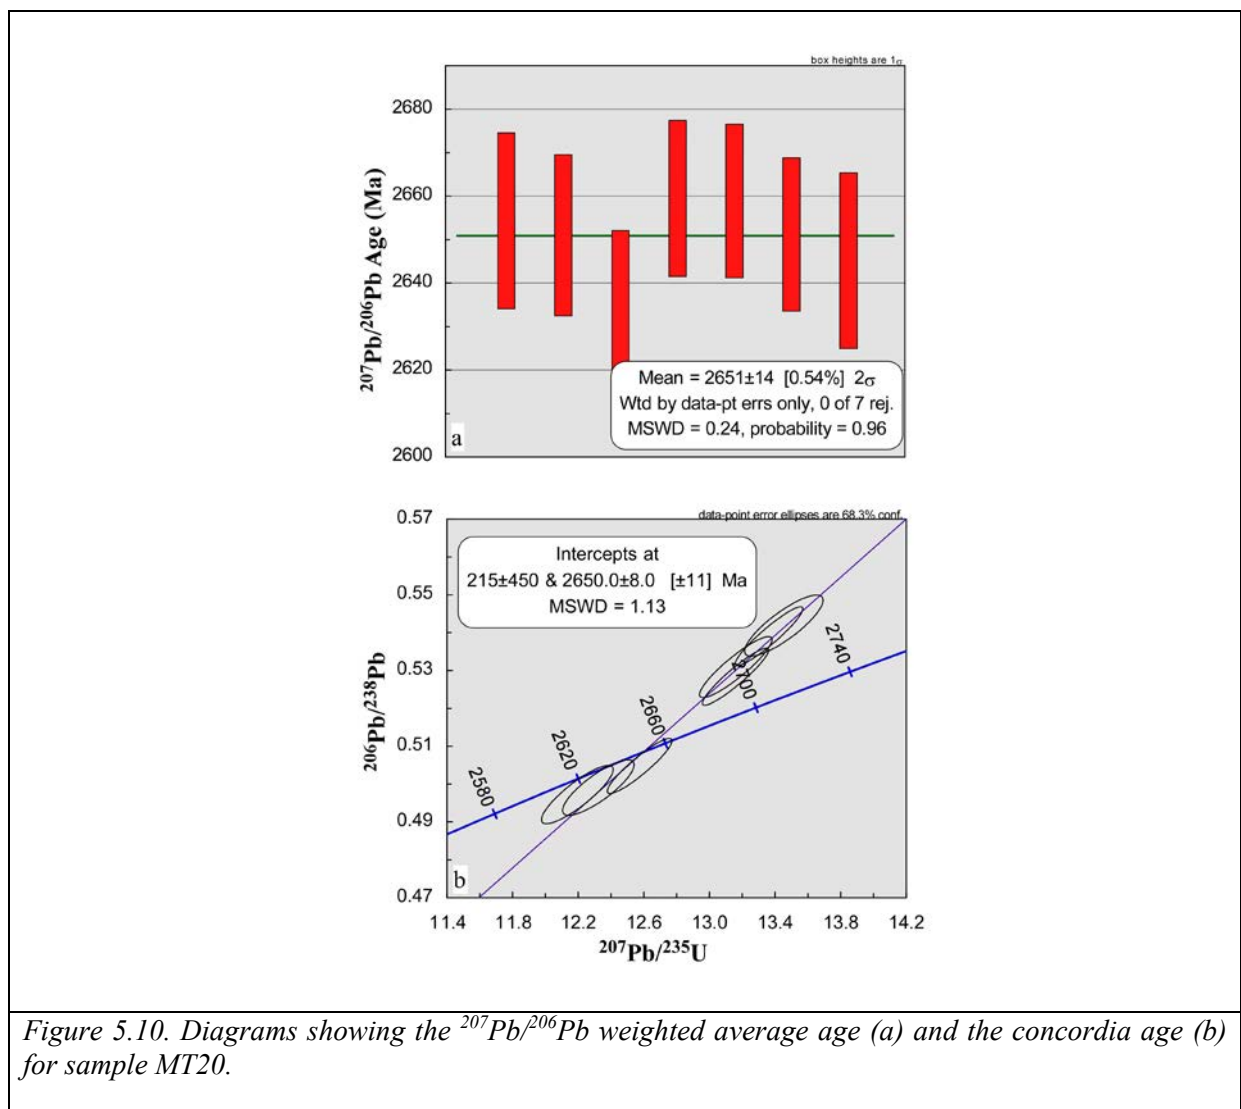 box heights are 1σ
2680
2660
2640
2620
2600
²⁰⁷Pb/²⁰⁶Pb Age (Ma)
Mean = 2651±14 [0.54%] 2σ
Wtd by data-pt errs only, 0 of 7 rej.
MSWD = 0.24, probability = 0.96
a
data-point error ellipses are 68.3% conf.
0.57
0.55
0.53
0.51
0.49
0.47
²⁰⁶Pb/²³⁸Pb
Intercepts at
215±450 & 2650.0±8.0 [±11] Ma
MSWD = 1.13
2580
2620
2660
2700
2740
b
11.4 11.8 12.2 12.6 13.0 13.4 13.8 14.2
²⁰⁷Pb/²³⁵U
Figure 5.10. Diagrams showing the ²⁰⁷Pb/²⁰⁶Pb weighted average age (a) and the concordia age (b)
for sample MT20.